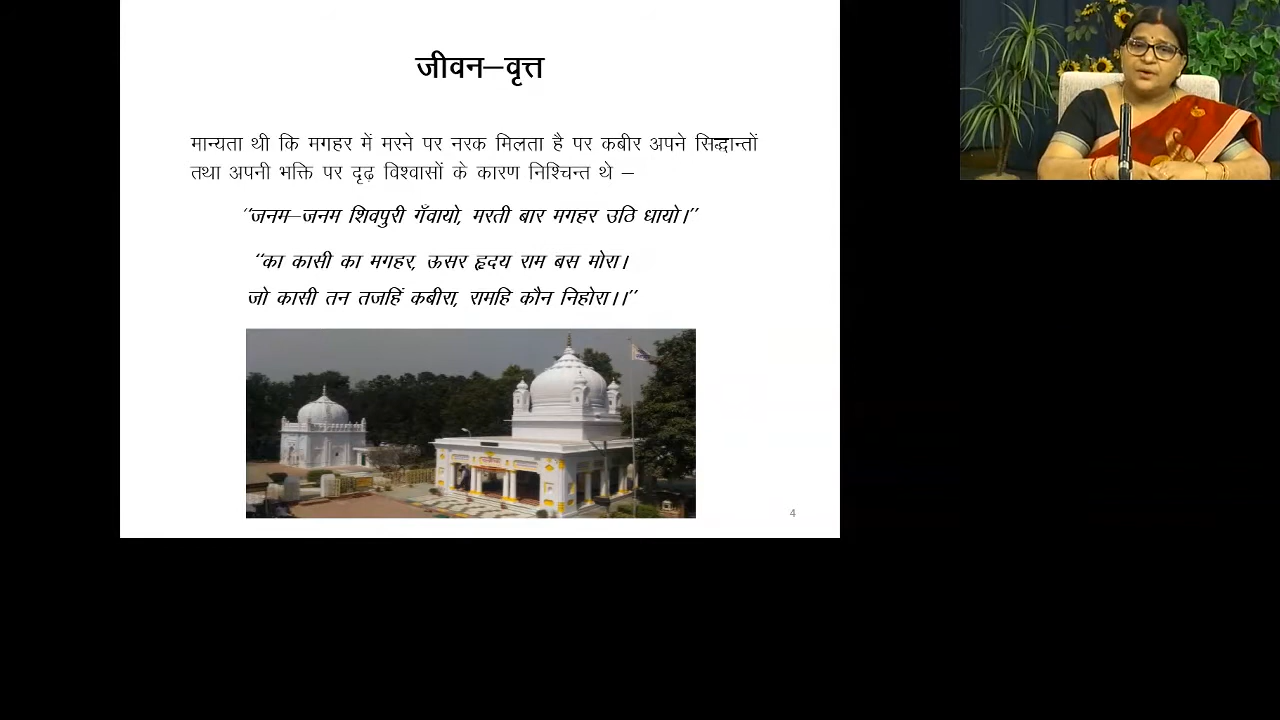 जीवन–वृत्त
मान्यता थी कि मगहर में मरने पर नरक मिलता है पर कबीर अपने सिद्धान्तों
तथा अपनी भक्ति पर दृढ़ विश्वासों के कारण निश्चिन्त थे –
“जनम–जनम शिवपुरी गँवायो, मरती बार मगहर उठि धायो।”
“का कासी का मगहर, ऊसर हृदय राम बस मोरा।
जो कासी तन तजहिं कबीरा, रामहि कौन निहोरा।।”
4